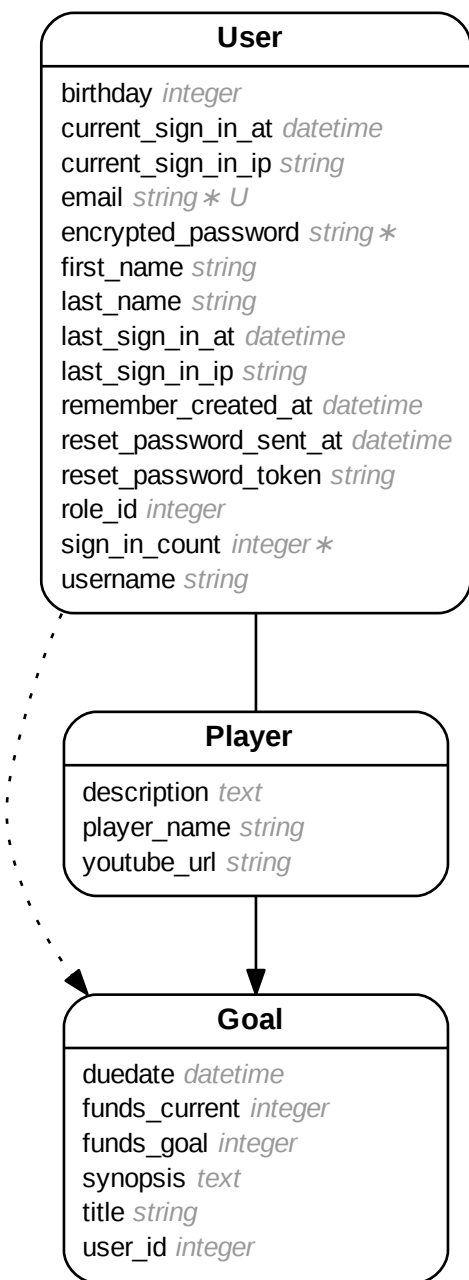 User
birthday integer
current_sign_in_at datetime
current_sign_in_ip string
email string∗ U
encrypted_password string∗
first_name string
last_name string
last_sign_in_at datetime
last_sign_in_ip string
remember_created_at datetime
reset_password_sent_at datetime
reset_password_token string
role_id integer
sign_in_count integer∗
username string
Player
description text
player_name string
youtube_url string
Goal
duedate datetime
funds_current integer
funds_goal integer
synopsis text
title string
user_id integer